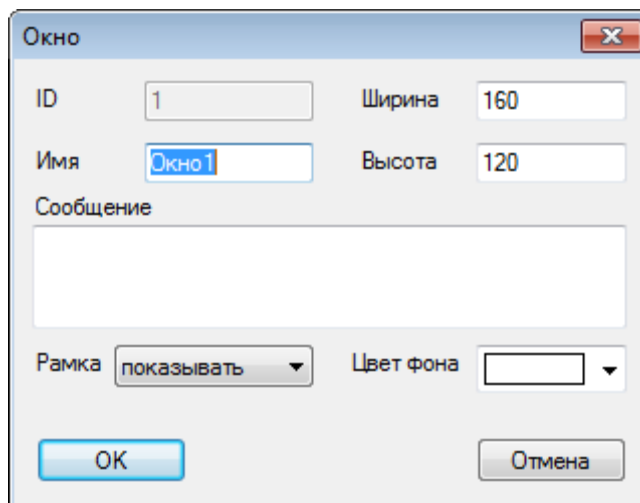 Окно
ID 1 Ширина 160
Имя Окно1 Высота 120
Сообщение
Рамка показывать Цвет фона
OK Отмена